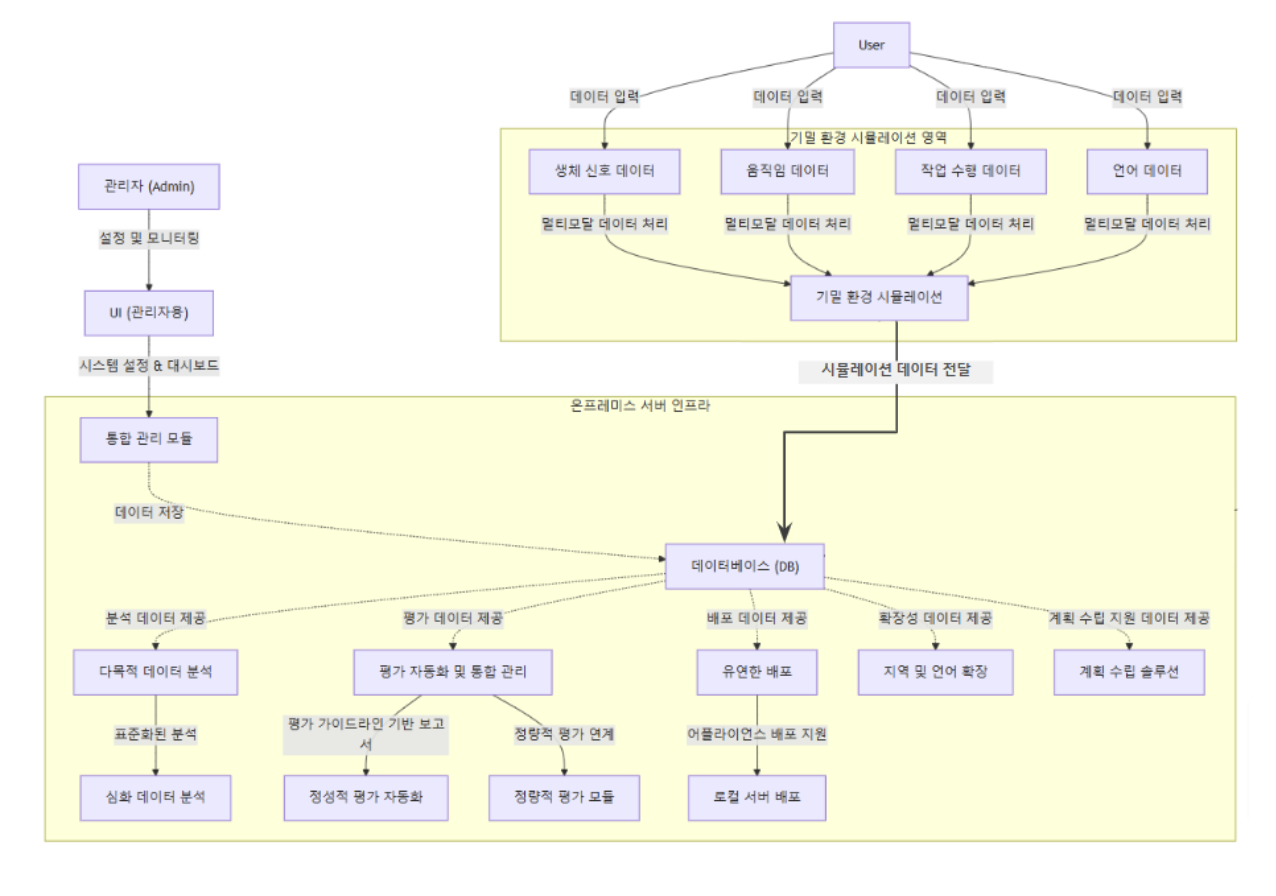 User
데이터 입력
데이터 입력
데이터 입력
데이터 입력
기밀 환경 시뮬레이션 영역
생체 신호 데이터
움직임 데이터
작업 수행 데이터
언어 데이터
관리자 (Admin)
멀티모달 데이터 처리
멀티모달 데이터 처리
멀티모달 데이터 처리
멀티모달 데이터 처리
설정 및 모니터링
기밀 환경 시뮬레이션
UI (관리자용)
시스템 설정 & 대시보드
시뮬레이션 데이터 전달
온프레미스 서버 인프라
통합 관리 모듈
데이터 저장
데이터베이스 (DB)
분석 데이터 제공
평가 데이터 제공
배포 데이터 제공
확장성 데이터 제공
계획 수립 지원 데이터 제공
다목적 데이터 분석
평가 자동화 및 통합 관리
유연한 배포
지역 및 언어 확장
계획 수립 솔루션
표준화된 분석
평가 가이드라인 기반 보고
서
정량적 평가 연계
어플라이언스 배포 지원
심화 데이터 분석
정성적 평가 자동화
정량적 평가 모듈
로컬 서버 배포